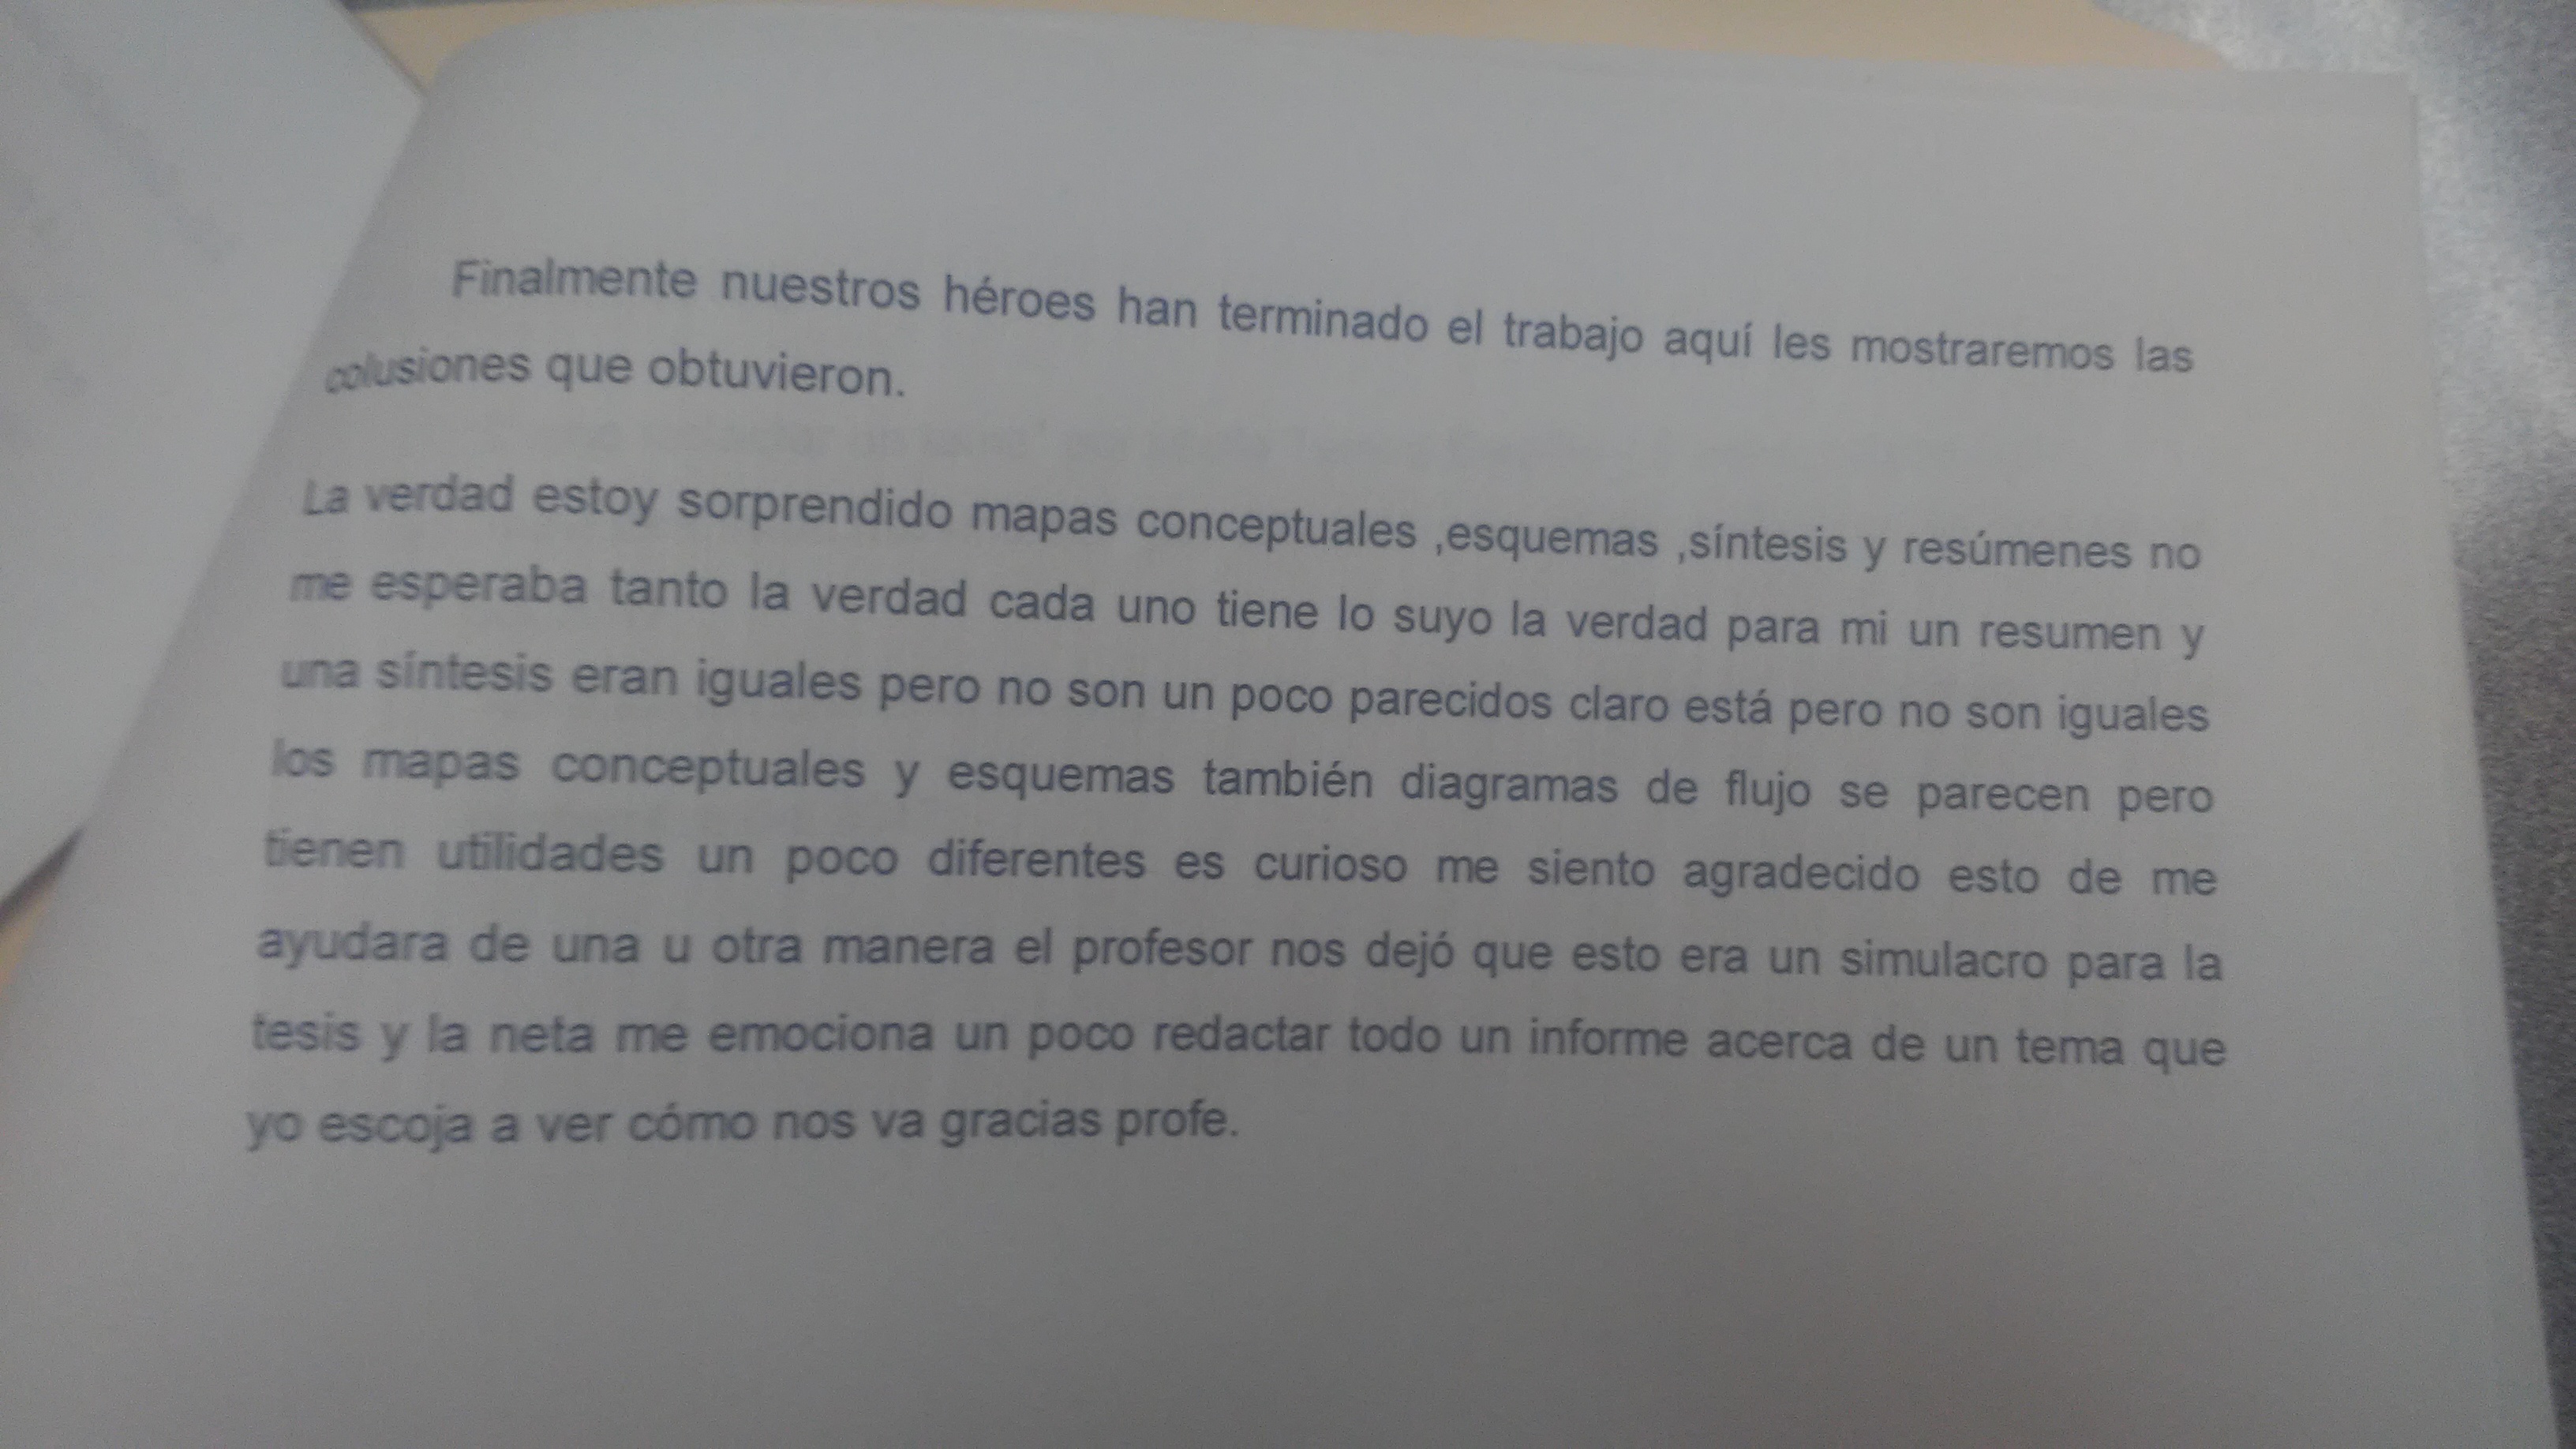 Finalmente nuestros héroes han terminado el trabajo aquí les mostraremos las
colusiones que obtuvieron.
La verdad estoy sorprendido mapas conceptuales ,esquemas ,síntesis y resúmenes no
me esperaba tanto la verdad cada uno tiene lo suyo la verdad para mi un resumen y
una síntesis eran iguales pero no son un poco parecidos claro está pero no son iguales
los mapas conceptuales y esquemas también diagramas de flujo se parecen pero
tienen utilidades un poco diferentes es curioso me siento agradecido esto de me
ayudara de una u otra manera el profesor nos dejó que esto era un simulacro para la
tesis y la neta me emociona un poco redactar todo un informe acerca de un tema que
yo escoja a ver cómo nos va gracias profe.